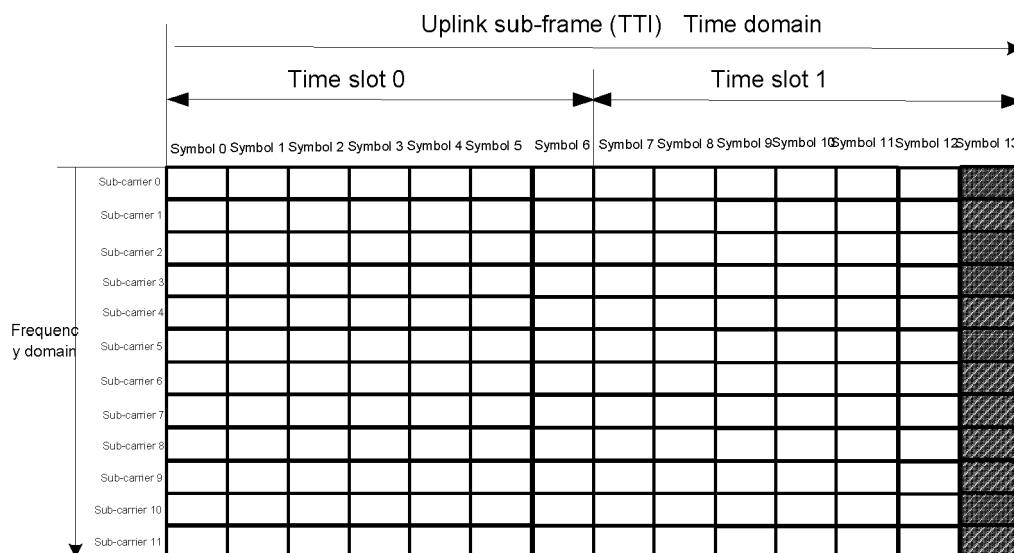 Uplink sub-frame (TTI) Time domain
Time slot 0 Time slot 1
Symbol 0 Symbol 1 Symbol 2 Symbol 3 Symbol 4 Symbol 5 Symbol 6 Symbol 7 Symbol 8 Symbol 9 Symbol 10 Symbol 11 Symbol 12 Symbol 13
Sub-carrier 0
Sub-carrier 1
Sub-carrier 2
Sub-carrier 3
Sub-carrier 4
Frequenc
y domain
Sub-carrier 5
Sub-carrier 6
Sub-carrier 7
Sub-carrier 8
Sub-carrier 9
Sub-carrier 10
Sub-carrier 11